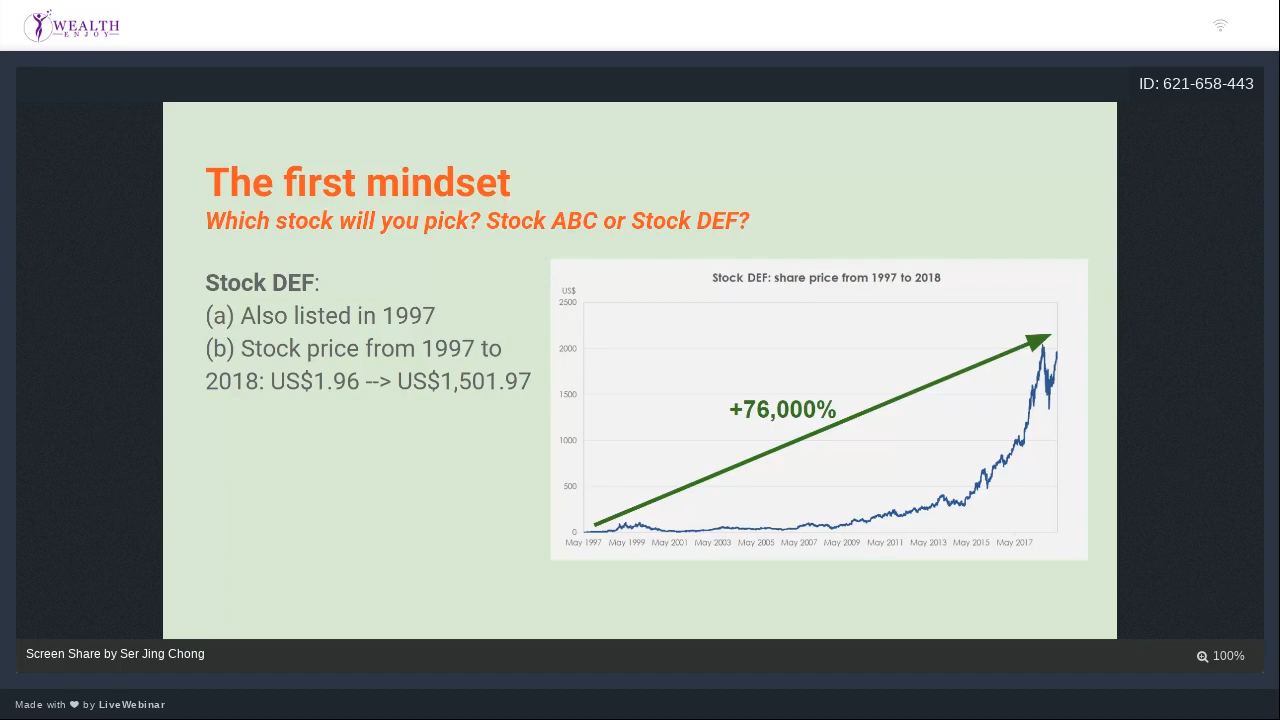 WEALTH
ENJOY
ID: 621-658-443
The first mindset
Which stock will you pick? Stock ABC or Stock DEF?
Stock DEF:
(a) Also listed in 1997
(b) Stock price from 1997 to
2018: US$1.96 --> US$1,501.97
Stock DEF: share price from 1997 to 2018
US$
2500
2000
1500
1000
500
0
+76,000%
May 1997 May 1999 May 2001 May 2003 May 2005 May 2007 May 2009 May 2011 May 2013 May 2015 May 2017
Screen Share by Ser Jing Chong
100%
Made with ❤ by LiveWebinar